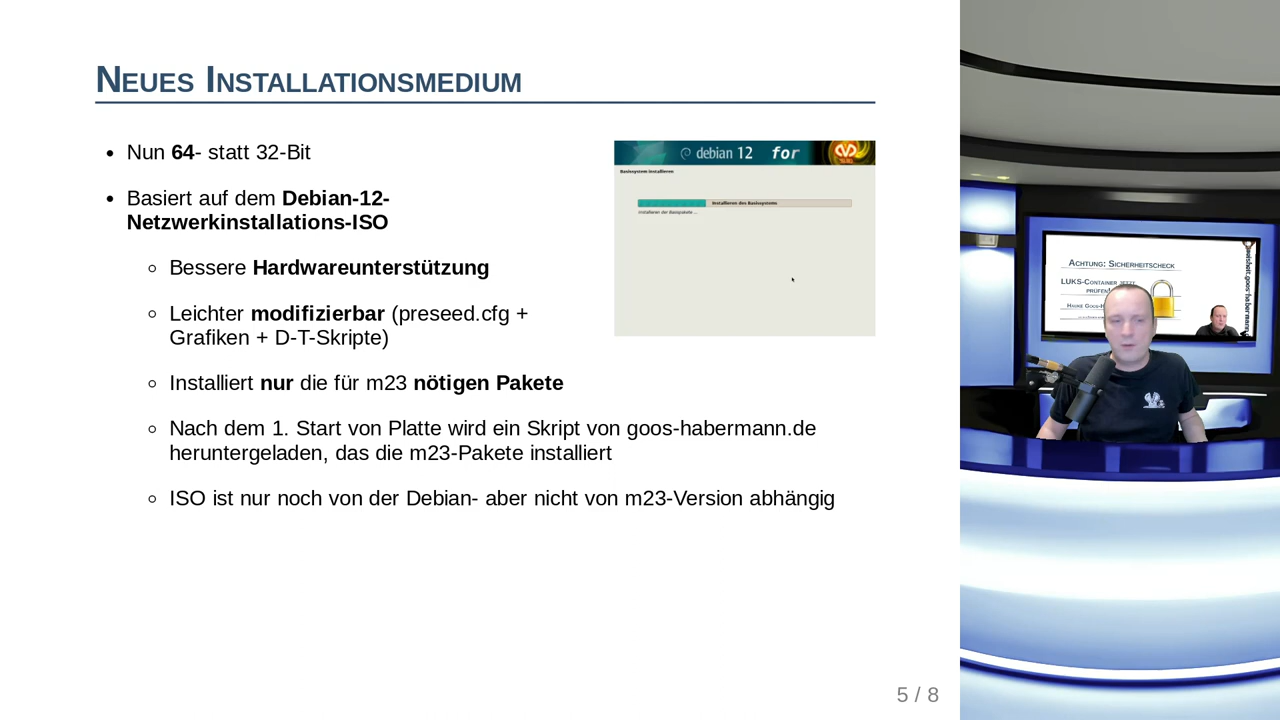 Neues Installationsmedium
Nun 64- statt 32-Bit
Basiert auf dem Debian-12-
Netzwerkinstallations-ISO
Bessere Hardwareunterstützung
Leichter modifizierbar (preseed.cfg +
Grafiken + D-T-Skripte)
Installiert nur die für m23 nötigen Pakete
Nach dem 1. Start von Platte wird ein Skript von goos-habermann.de
heruntergeladen, das die m23-Pakete installiert
ISO ist nur noch von der Debian- aber nicht von m23-Version abhängig
debian 12 for
Basissystem installieren
Installieren des Basissystems
Installieren der Basispakete ...
Achtung: Sicherheitscheck
LUKS-Container jetzt
prüfen!
5 / 8